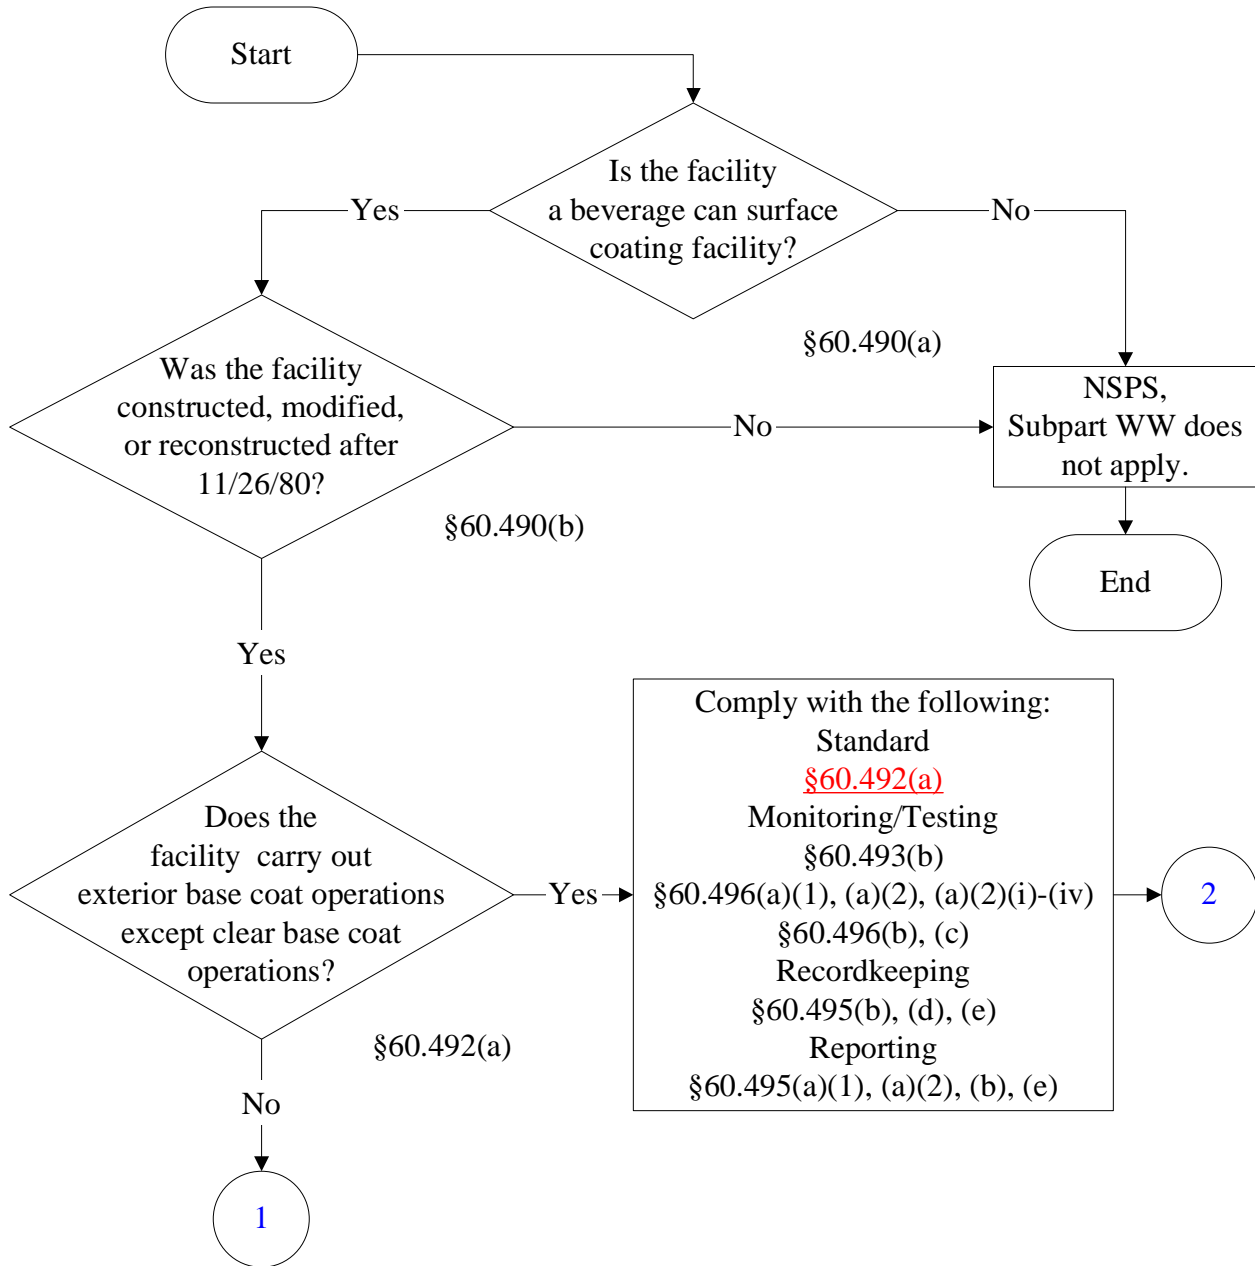 Start
Is the facility
a beverage can surface
coating facility?
Yes
No
§60.490(a)
Was the facility
constructed, modified,
or reconstructed after
11/26/80?
No
NSPS,
Subpart WW does
not apply.
§60.490(b)
End
Yes
Does the
facility carry out
exterior base coat operations
except clear base coat
operations?
Yes
Comply with the following:
Standard
§60.492(a)
Monitoring/Testing
§60.493(b)
§60.496(a)(1), (a)(2), (a)(2)(i)-(iv)
§60.496(b), (c)
Recordkeeping
§60.495(b), (d), (e)
Reporting
§60.495(a)(1), (a)(2), (b), (e)
2
§60.492(a)
No
1